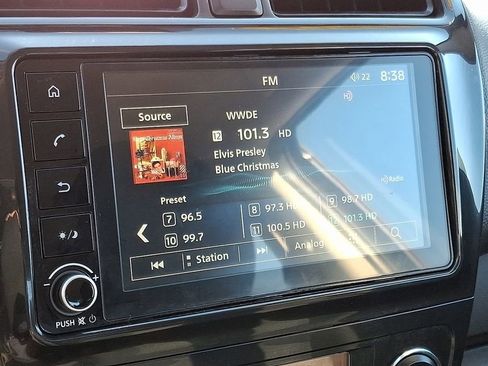 FM
22
8:38
Source
WWDE
12 101.3 HD
Elvis Presley
Blue Christmas
HD Radio
Preset
7 96.5
8 97.3 HD
9 98.7 HD
10 99.7
11 100.5 HD
12 101.3 HD
Station
Analog
PUSH